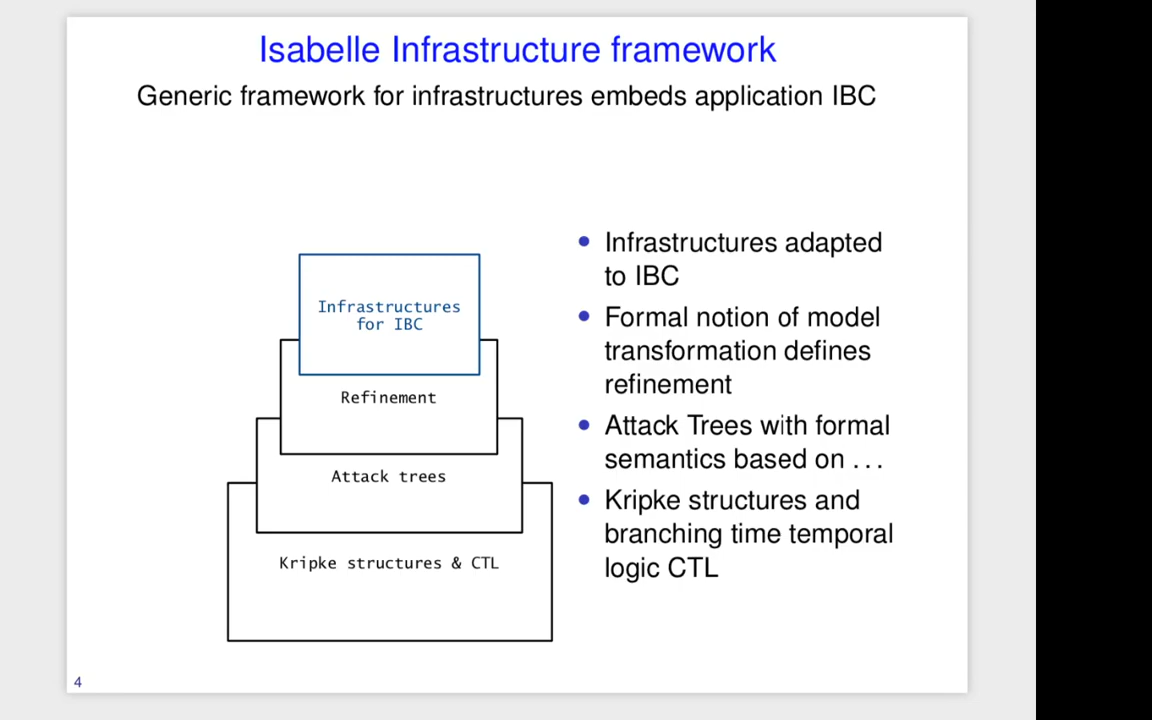 Isabelle Infrastructure framework
Generic framework for infrastructures embeds application IBC
Infrastructures
for IBC
Refinement
Attack trees
Kripke structures & CTL
• Infrastructures adapted
to IBC
• Formal notion of model
transformation defines
refinement
• Attack Trees with formal
semantics based on . . .
• Kripke structures and
branching time temporal
logic CTL
4